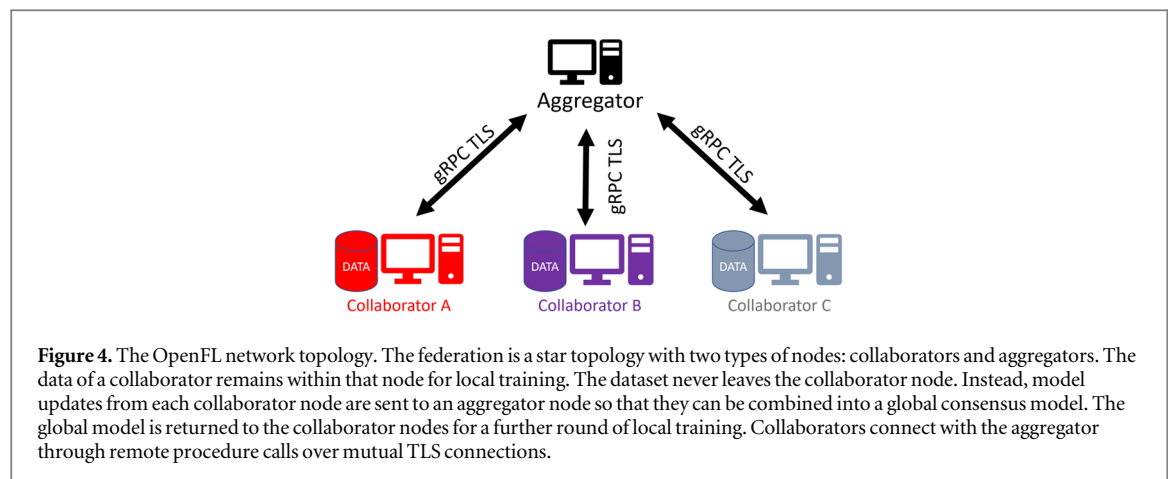 Aggregator
gRPC TLS
gRPC TLS
gRPC TLS
DATA
DATA
DATA
Collaborator A
Collaborator B
Collaborator C
Figure 4. The OpenFL network topology. The federation is a star topology with two types of nodes: collaborators and aggregators. The
data of a collaborator remains within that node for local training. The dataset never leaves the collaborator node. Instead, model
updates from each collaborator node are sent to an aggregator node so that they can be combined into a global consensus model. The
global model is returned to the collaborator nodes for a further round of local training. Collaborators connect with the aggregator
through remote procedure calls over mutual TLS connections.